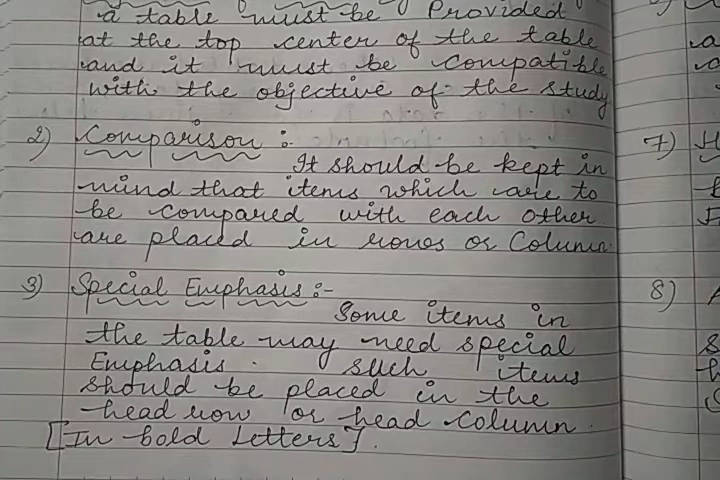 a table must be Provided
at the top center of the table
and it must be compatible
with the objective of the study
2) Comparison :-
It should be kept in
mind that items which are to
be compared with each other
are placed in rows or Column
3) Special Emphasis :-
Some items in
the table may need special
Emphasis. such items
should be placed in the
head row or head column.
[In bold Letters].
7) H
8)